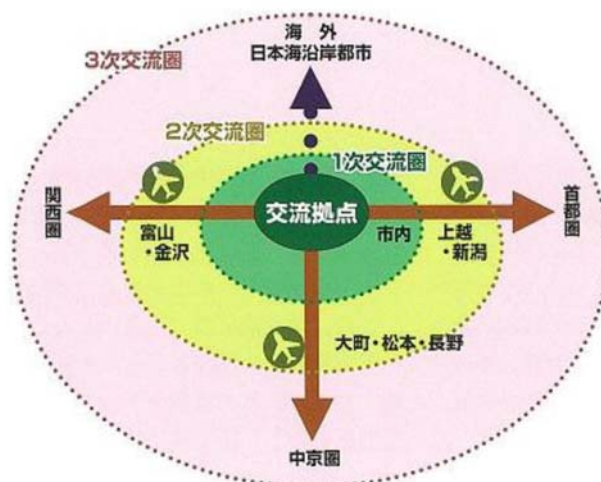 海 外
日本海沿岸都市
3次交流圏
2次交流圏
1次交流圏
関西圏
富山
・金沢
交流拠点
市内
上越
・新潟
首都圏
大町・松本・長野
中京圏